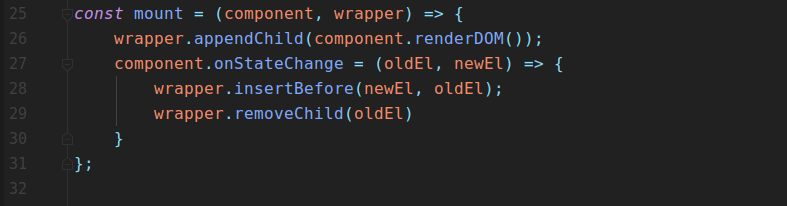 25 const mount = (component, wrapper) => {
26     wrapper.appendChild(component.renderDOM());
27     component.onStateChange = (oldEl, newEl) => {
28         wrapper.insertBefore(newEl, oldEl);
29         wrapper.removeChild(oldEl)
30     }
31 };
32